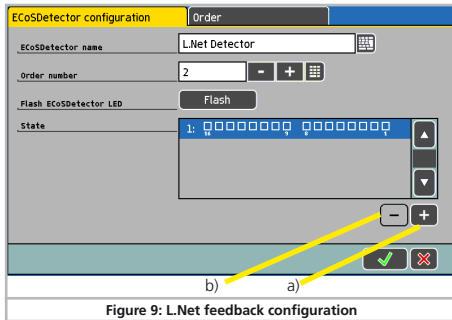 ECoSDetector configuration
Order
ECoSDetector name
L.Net Detector
Order number
2
-
+
Flash ECoSDetector LED
Flash
State
1:
16 9 8 1
-
+
b) a)
Figure 9: L.Net feedback configuration